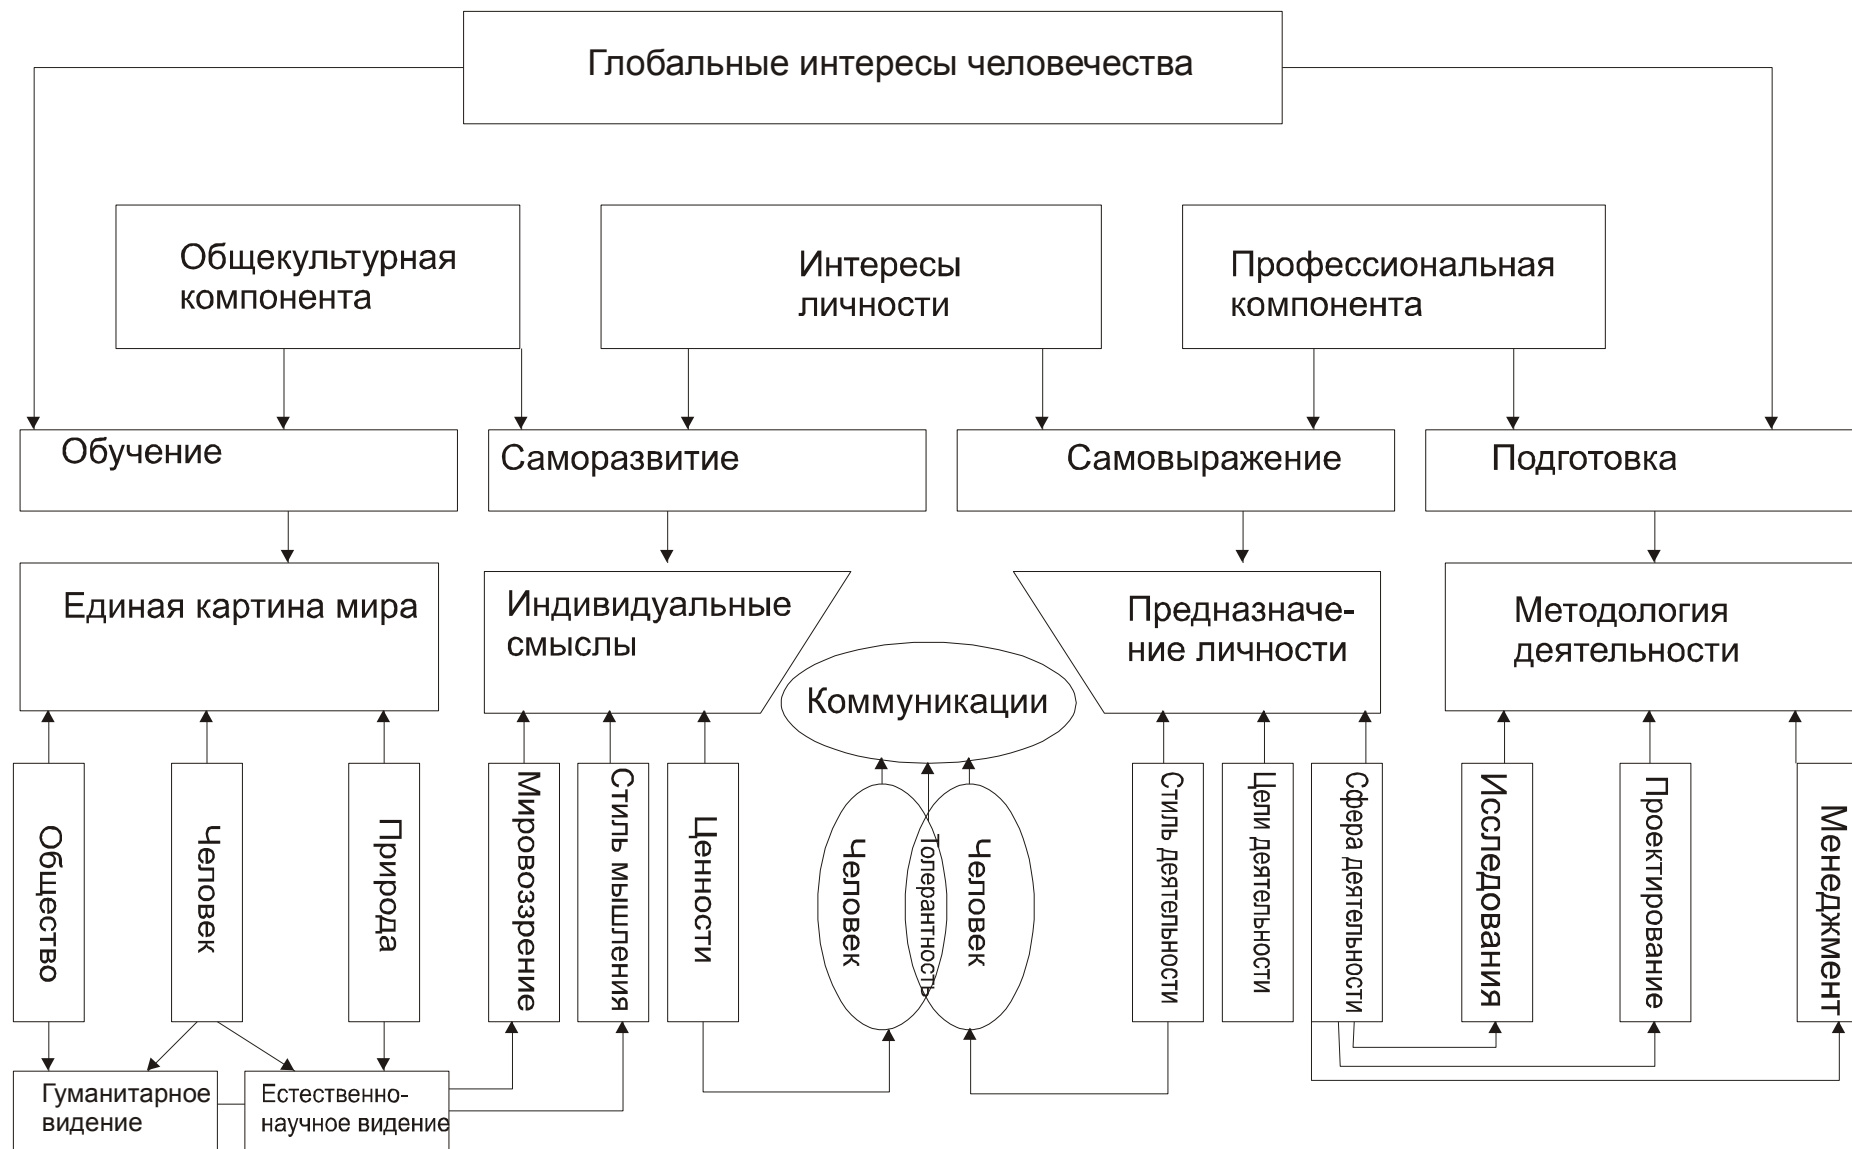 Глобальные интересы человечества
Общекультурная
компонента
Интересы
личности
Профессиональная
компонента
Обучение
Саморазвитие
Самовыражение
Подготовка
Единая картина мира
Индивидуальные
смыслы
Предназначе-
ние личности
Методология
деятельности
Коммуникации
Общество
Человек
Природа
Мировоззрение
Стиль мышления
Ценности
Человек
Толерантность
Человек
Стиль деятельности
Цели деятельности
Сфера деятельности
Исследования
Проектирование
Менеджмент
Гуманитарное
видение
Естественно-
научное видение